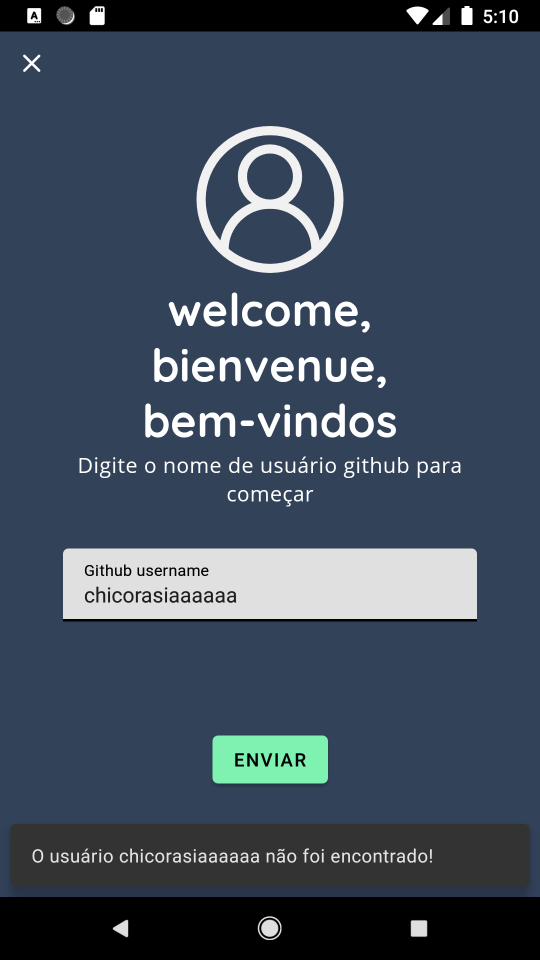 A
5:10
welcome,
bienvenue,
bem-vindos
Digite o nome de usuário github para
começar
Github username
chicorasiaaaaaa
ENVIAR
O usuário chicorasiaaaaaa não foi encontrado!